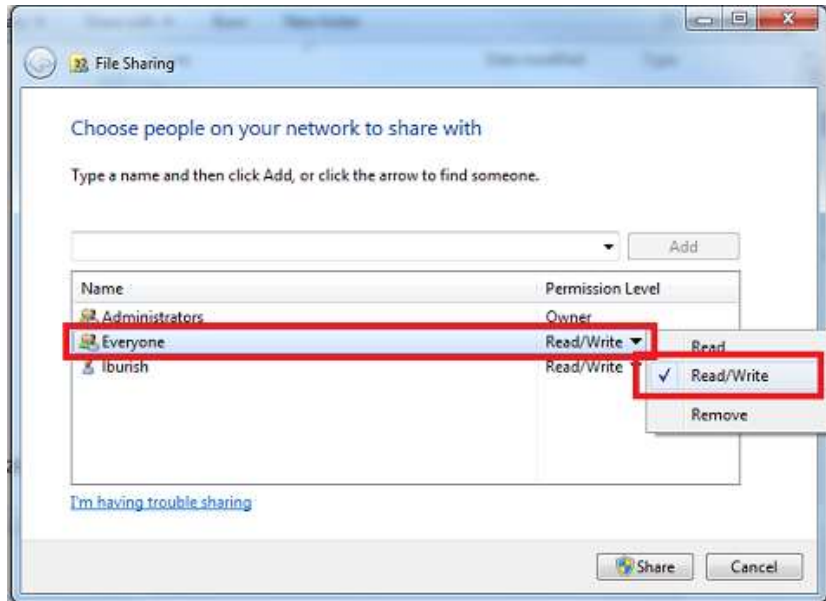 File Sharing
Choose people on your network to share with
Type a name and then click Add, or click the arrow to find someone.
Add
Name Permission Level
Administrators Owner
Everyone Read/Write
Read
lburish Read/Write
Read/Write
Remove
I'm having trouble sharing
Share Cancel